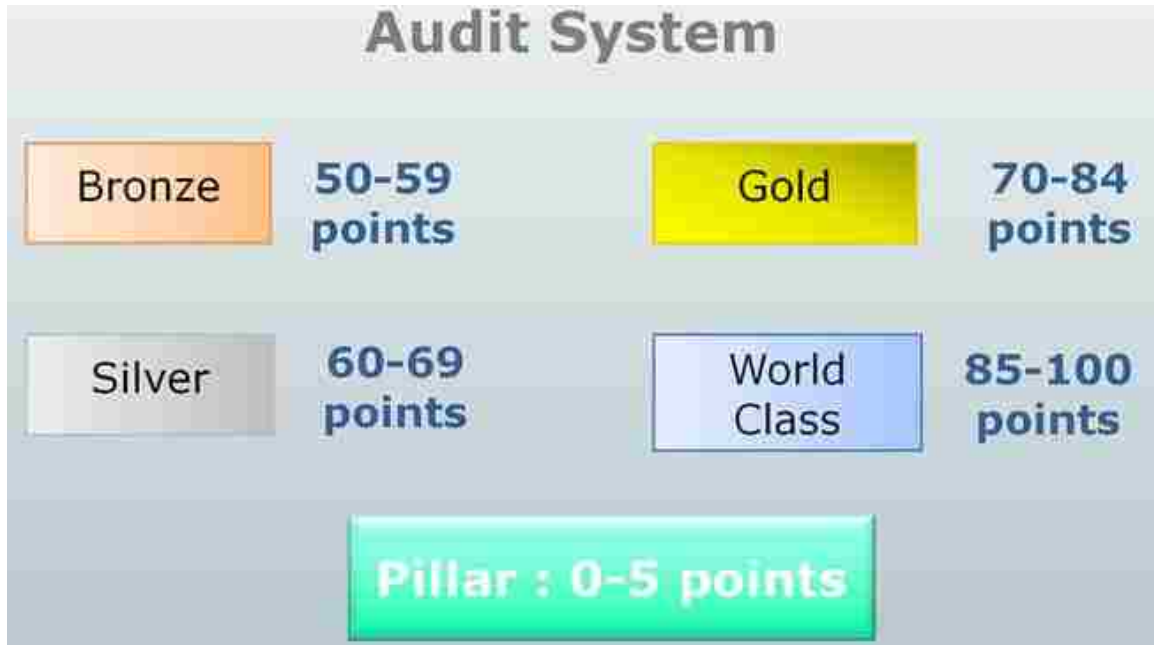 Audit System
Bronze
50-59
points
Gold
70-84
points
Silver
60-69
points
World
Class
85-100
points
Pillar : 0-5 points